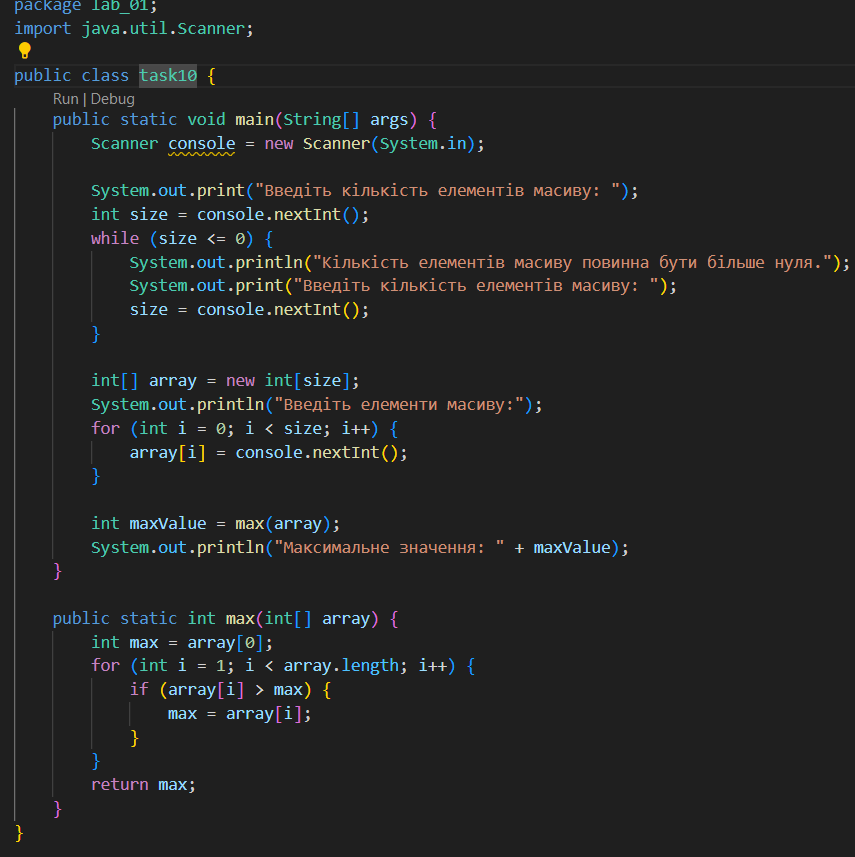 package lab_01;
import java.util.Scanner;
public class task10 {
Run | Debug
public static void main(String[] args) {
Scanner console = new Scanner(System.in);
System.out.print("Введіть кількість елементів масиву: ");
int size = console.nextInt();
while (size <= 0) {
System.out.println("Кількість елементів масиву повинна бути більше нуля.");
System.out.print("Введіть кількість елементів масиву: ");
size = console.nextInt();
}
int[] array = new int[size];
System.out.println("Введіть елементи масиву:");
for (int i = 0; i < size; i++) {
array[i] = console.nextInt();
}
int maxValue = max(array);
System.out.println("Максимальне значення: " + maxValue);
}
public static int max(int[] array) {
int max = array[0];
for (int i = 1; i < array.length; i++) {
if (array[i] > max) {
max = array[i];
}
}
return max;
}
}